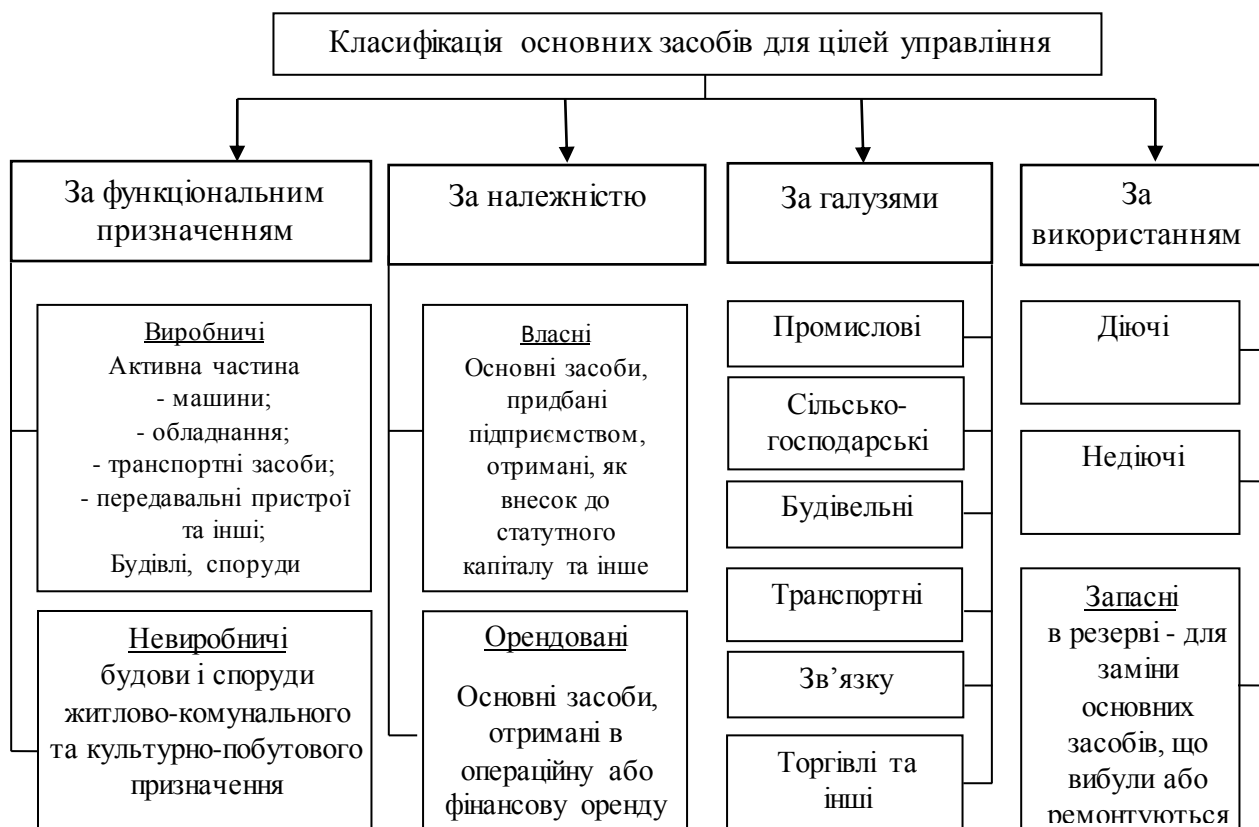 Класифікація основних засобів для цілей управління
За функціональним
призначенням
За належністю
За галузями
За
використанням
Виробничі
Активна частина
- машини;
- обладнання;
- транспортні засоби;
- передавальні пристрої
та інші;
Будівлі, споруди
Невиробничі
будови і споруди
житлово-комунального
та культурно-побутового
призначення
Власні
Основні засоби,
придбані
підприємством,
отримані, як
внесок до
статутного
капіталу та інше
Орендовані
Основні засоби,
отримані в
операційну або
фінансову оренду
Промислові
Сільсько-
господарські
Будівельні
Транспортні
Зв’язку
Торгівлі та
інші
Діючі
Недіючі
Запасні
в резерві - для
заміни
основних
засобів, що
вибули або
ремонтуються